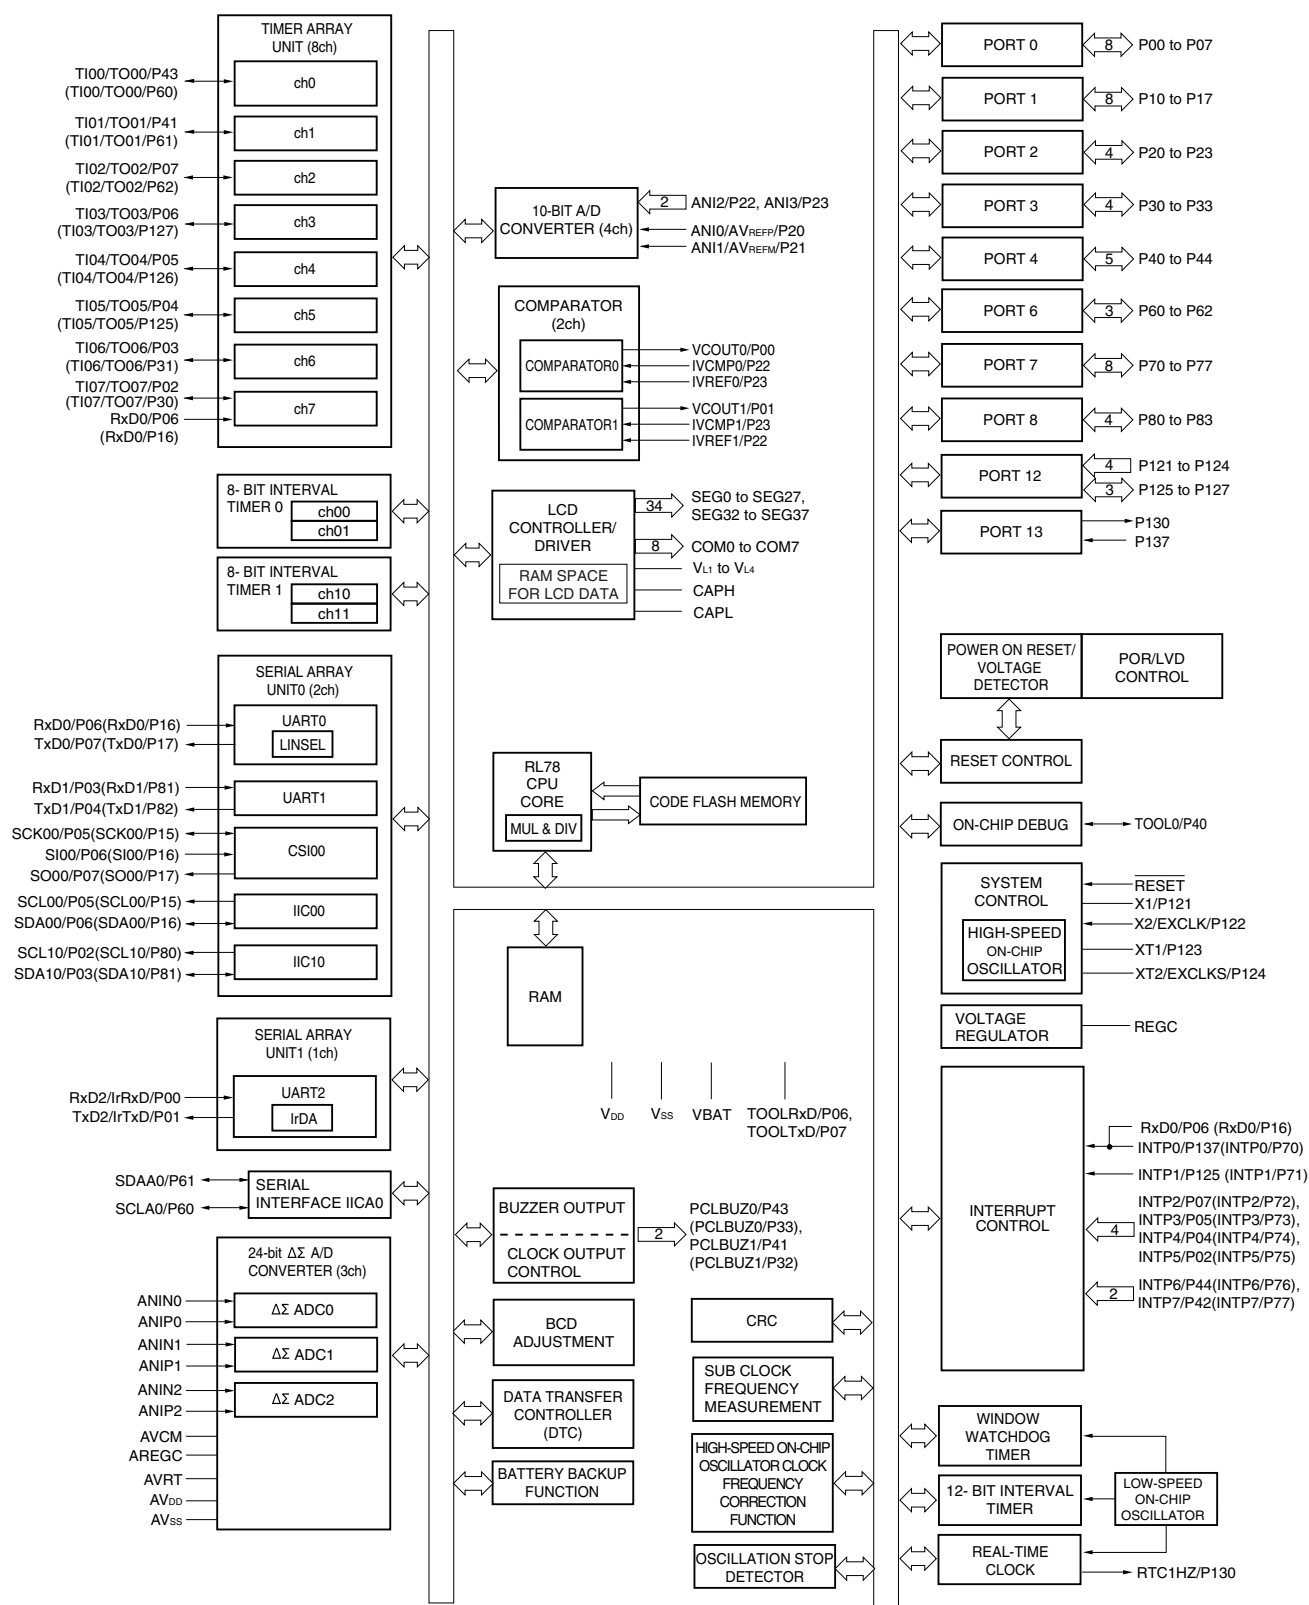 TIMER ARRAY
UNIT (8ch)
TI00/TO00/P43
(TI00/TO00/P60)
ch0
TI01/TO01/P41
(TI01/TO01/P61)
ch1
TI02/TO02/P07
(TI02/TO02/P62)
ch2
TI03/TO03/P06
(TI03/TO03/P127)
ch3
TI04/TO04/P05
(TI04/TO04/P126)
ch4
TI05/TO05/P04
(TI05/TO05/P125)
ch5
TI06/TO06/P03
(TI06/TO06/P31)
ch6
TI07/TO07/P02
(TI07/TO07/P30)
RxD0/P06
(RxD0/P16)
ch7
8- BIT INTERVAL
TIMER 0
ch00
ch01
8- BIT INTERVAL
TIMER 1
ch10
ch11
SERIAL ARRAY
UNIT0 (2ch)
RxD0/P06(RxD0/P16)
TxD0/P07(TxD0/P17)
UART0
LINSEL
RxD1/P03(RxD1/P81)
TxD1/P04(TxD1/P82)
UART1
SCK00/P05(SCK00/P15)
SI00/P06(SI00/P16)
SO00/P07(SO00/P17)
CSI00
SCL00/P05(SCL00/P15)
SDA00/P06(SDA00/P16)
IIC00
SCL10/P02(SCL10/P80)
SDA10/P03(SDA10/P81)
IIC10
SERIAL ARRAY
UNIT1 (1ch)
RxD2/IrRxD/P00
TxD2/IrTxD/P01
UART2
IrDA
SDAA0/P61
SCLA0/P60
SERIAL
INTERFACE IICA0
24-bit ΔΣ A/D
CONVERTER (3ch)
ANIN0
ANIP0
ΔΣ ADC0
ANIN1
ANIP1
ΔΣ ADC1
ANIN2
ANIP2
ΔΣ ADC2
AVCM
AREGC
AVRT
AVDD
AVSS
10-BIT A/D
CONVERTER (4ch)
2
ANI2/P22, ANI3/P23
ANI0/AVREFP/P20
ANI1/AVREFM/P21
COMPARATOR
(2ch)
COMPARATOR0
VCOUT0/P00
IVCMP0/P22
IVREF0/P23
COMPARATOR1
VCOUT1/P01
IVCMP1/P23
IVREF1/P22
LCD
CONTROLLER/
DRIVER
RAM SPACE
FOR LCD DATA
34
SEG0 to SEG27,
SEG32 to SEG37
8
COM0 to COM7
VL1 to VL4
CAPH
CAPL
RL78
CPU
CORE
MUL & DIV
CODE FLASH MEMORY
RAM
VDD
VSS
VBAT
TOOLRxD/P06,
TOOLTxD/P07
BUZZER OUTPUT
CLOCK OUTPUT
CONTROL
2
PCLBUZ0/P43
(PCLBUZ0/P33),
PCLBUZ1/P41
(PCLBUZ1/P32)
BCD
ADJUSTMENT
DATA TRANSFER
CONTROLLER
(DTC)
BATTERY BACKUP
FUNCTION
CRC
SUB CLOCK
FREQUENCY
MEASUREMENT
HIGH-SPEED ON-CHIP
OSCILLATOR CLOCK
FREQUENCY
CORRECTION
FUNCTION
OSCILLATION STOP
DETECTOR
PORT 0
8
P00 to P07
PORT 1
8
P10 to P17
PORT 2
4
P20 to P23
PORT 3
4
P30 to P33
PORT 4
5
P40 to P44
PORT 6
3
P60 to P62
PORT 7
8
P70 to P77
PORT 8
4
P80 to P83
PORT 12
4
P121 to P124
3
P125 to P127
PORT 13
P130
P137
POWER ON RESET/
VOLTAGE
DETECTOR
POR/LVD
CONTROL
RESET CONTROL
ON-CHIP DEBUG
TOOL0/P40
SYSTEM
CONTROL
HIGH-SPEED
ON-CHIP
OSCILLATOR
RESET
X1/P121
X2/EXCLK/P122
XT1/P123
XT2/EXCLKS/P124
VOLTAGE
REGULATOR
REGC
INTERRUPT
CONTROL
RxD0/P06 (RxD0/P16)
INTP0/P137(INTP0/P70)
INTP1/P125 (INTP1/P71)
4
INTP2/P07(INTP2/P72),
INTP3/P05(INTP3/P73),
INTP4/P04(INTP4/P74),
INTP5/P02(INTP5/P75)
2
INTP6/P44(INTP6/P76),
INTP7/P42(INTP7/P77)
WINDOW
WATCHDOG
TIMER
12- BIT INTERVAL
TIMER
LOW-SPEED
ON-CHIP
OSCILLATOR
REAL-TIME
CLOCK
RTC1HZ/P130